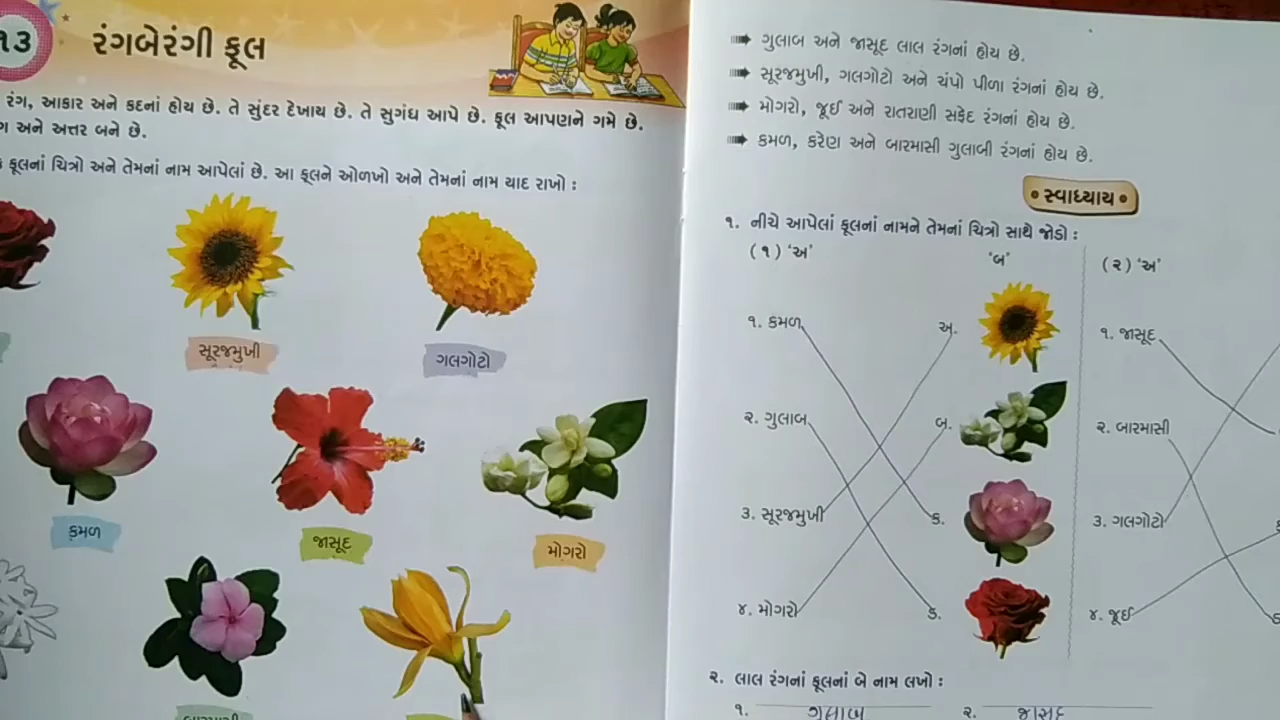 ૧૩
રંગબેરંગી ફૂલ
રંગ, આકાર અને કદનાં હોય છે. તે સુંદર દેખાય છે. તે સુગંધ આપે છે. ફૂલ આપણને ગમે છે.
અને અત્તર બને છે.
ફૂલનાં ચિત્રો અને તેમનાં નામ આપેલાં છે. આ ફૂલને ઓળખો અને તેમનાં નામ યાદ રાખો :
સૂરજમુખી
ગલગોટો
કમળ
જાસૂદ
મોગરો
ગુલાબ અને જાસૂદ લાલ રંગનાં હોય છે.
સૂરજમુખી, ગલગોટો અને ચંપો પીળા રંગનાં હોય છે.
મોગરો, જૂઈ અને રાતરાણી સફેદ રંગનાં હોય છે.
કમળ, કરેણ અને બારમાસી ગુલાબી રંગનાં હોય છે.
સ્વાધ્યાય
૧. નીચે આપેલાં ફૂલનાં નામને તેમનાં ચિત્રો સાથે જોડો :
(૧) ‘અ’
‘બ’
૧. કમળ
અ.
૨. ગુલાબ
બ.
૩. સૂરજમુખી
ક.
૪. મોગરો
ડ.
(૨) ‘અ’
૧. જાસૂદ
૨. બારમાસી
૩. ગલગોટો
૪. જૂઈ
૨. લાલ રંગનાં ફૂલનાં બે નામ લખો :
૧. ગુલાબ ૨. જાસૂદ